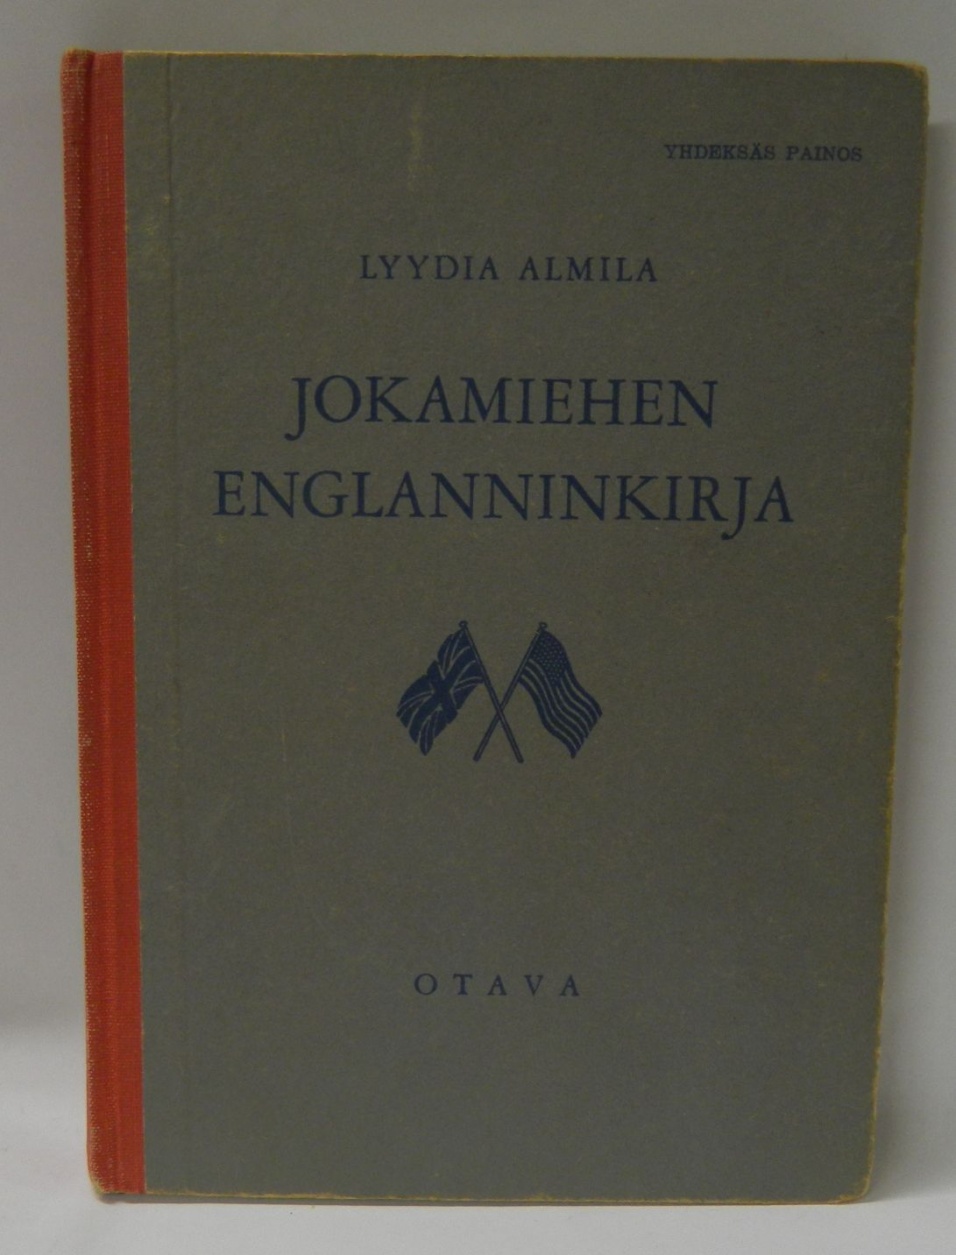 YHDEKSÄS PAINOS
LYYDIA ALMILA
JOKAMIEHEN
ENGLANNINKIRJA
OTAVA